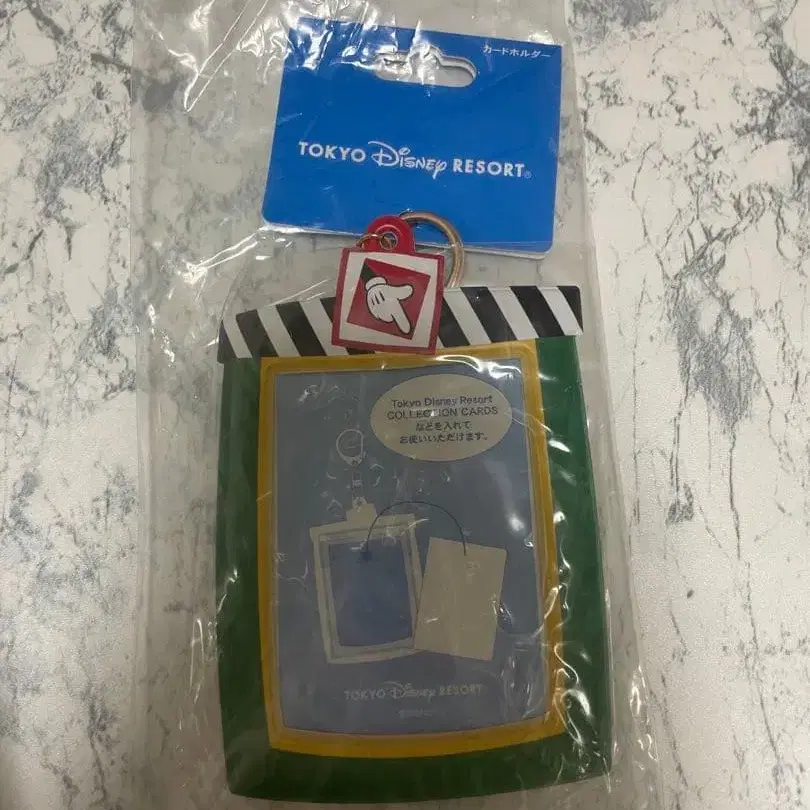 カードホルダー
TOKYO Disney RESORT®
Tokyo Disney Resort
COLLECTION CARDS
などを入れて
お使いいただけます。
TOKYO Disney RESORT